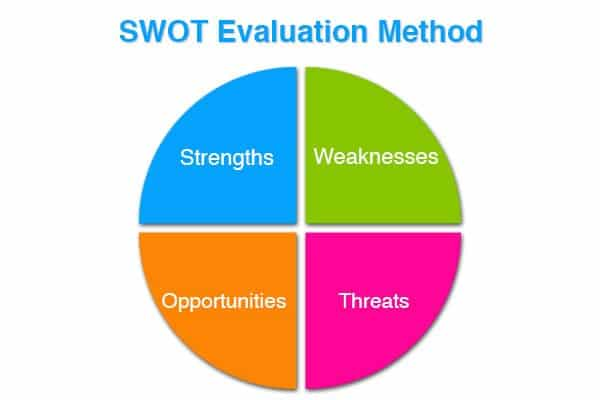 SWOT Evaluation Method
Strengths
Weaknesses
Opportunities
Threats